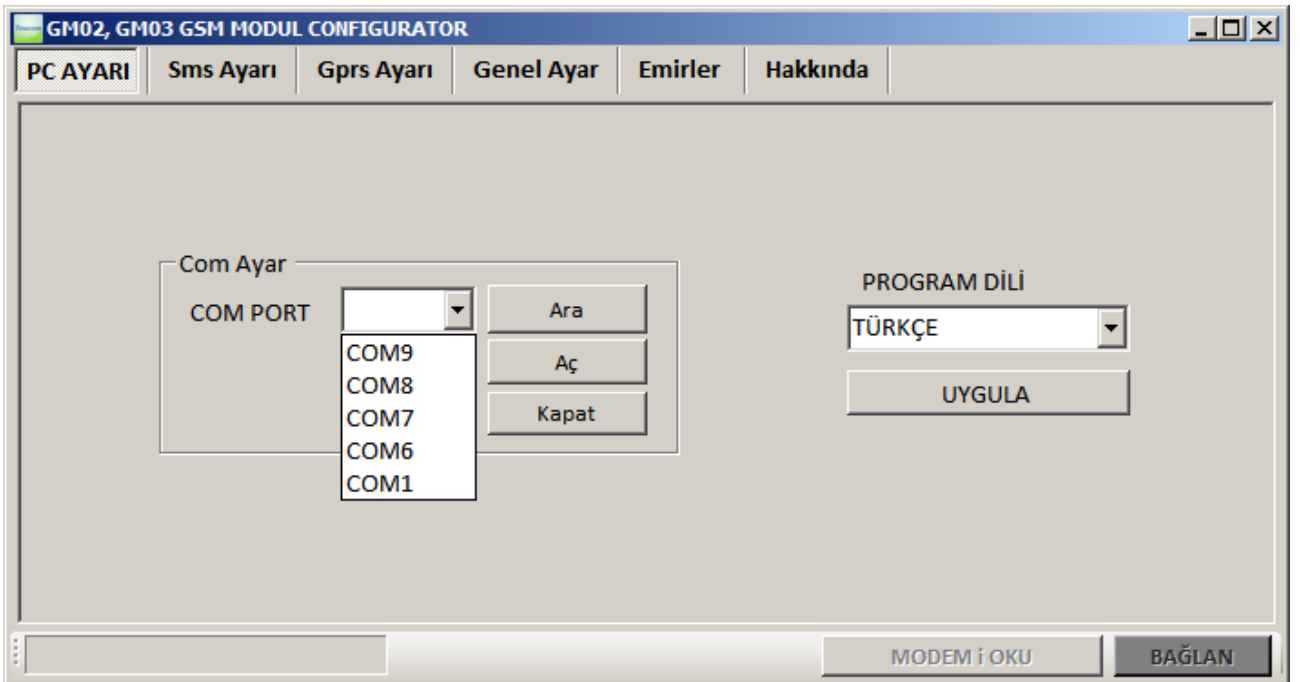 GM02, GM03 GSM MODUL CONFIGURATOR
PC AYARI Sms Ayarı Gprs Ayarı Genel Ayar Emirler Hakkında
Com Ayar
COM PORT
Ara
COM9
COM8
COM7
COM6
COM1
Aç
Kapat
PROGRAM DİLİ
TÜRKÇE
UYGULA
MODEM i OKU
BAĞLAN